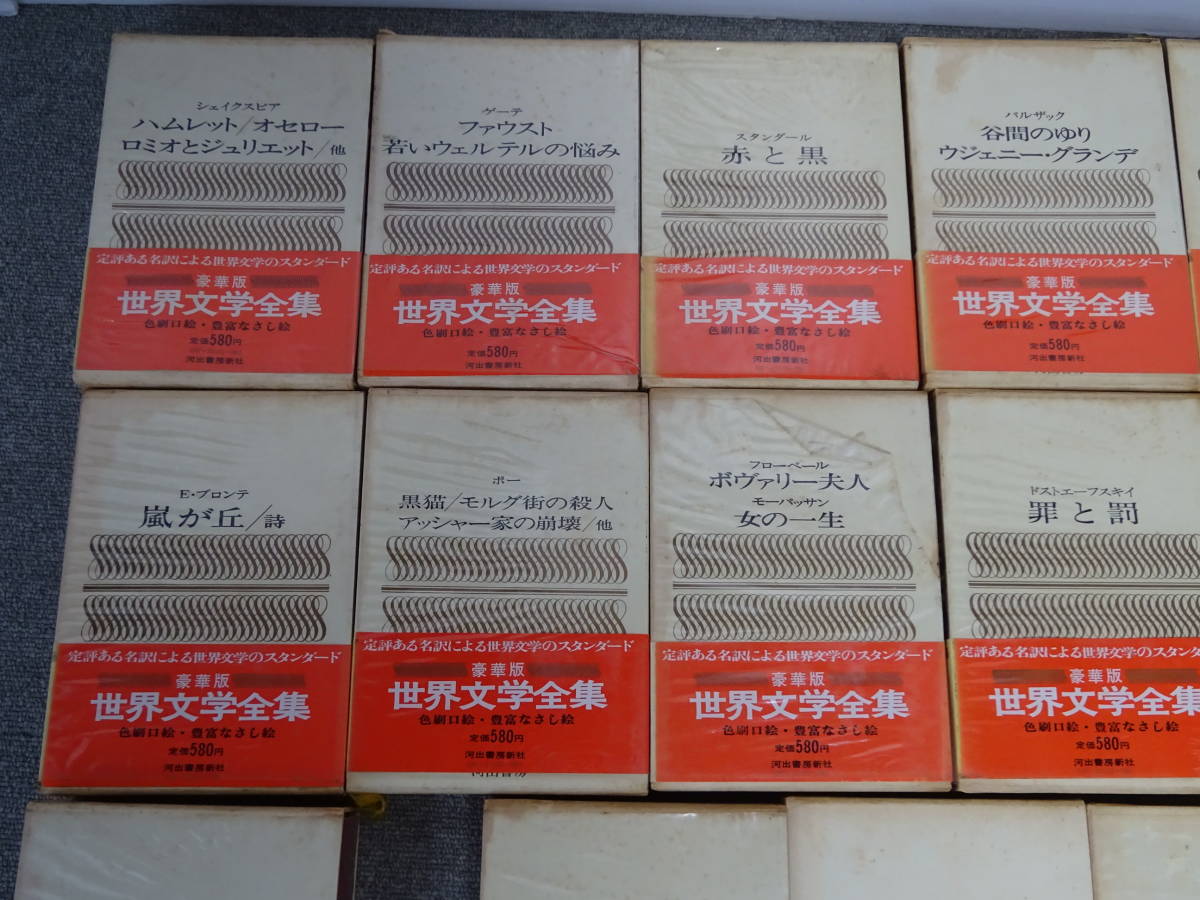 シェイクスピア
ハムレット/オセロー
ロミオとジュリエット/他
定評ある名訳による世界文学のスタンダード
豪華版
世界文学全集
色刷口絵・豊富なさし絵
定価580円
河出書房新社
ゲーテ
ファウスト
若いウェルテルの悩み
定評ある名訳による世界文学のスタンダード
豪華版
世界文学全集
色刷口絵・豊富なさし絵
定価580円
河出書房新社
スタンダール
赤と黒
定評ある名訳による世界文学のスタンダード
豪華版
世界文学全集
色刷口絵・豊富なさし絵
定価580円
河出書房新社
バルザック
谷間のゆり
ウジェニー・グランデ
定評ある名訳による世界文学のスタンダード
豪華版
世界文学全集
色刷口絵・豊富なさし絵
定価580円
河出書房新社
E・ブロンテ
嵐が丘/詩
定評ある名訳による世界文学のスタンダード
豪華版
世界文学全集
色刷口絵・豊富なさし絵
定価580円
河出書房新社
ポー
黒猫/モルグ街の殺人
アッシャー家の崩壊/他
定評ある名訳による世界文学のスタンダード
豪華版
世界文学全集
色刷口絵・豊富なさし絵
定価580円
河出書房新社
フローベール
ボヴァリー夫人
モーパッサン
女の一生
定評ある名訳による世界文学のスタンダード
豪華版
世界文学全集
色刷口絵・豊富なさし絵
定価580円
河出書房新社
ドストエーフスキイ
罪と罰
定評ある名訳による世界文学のスタンダー
豪華版
世界文学全集
色刷口絵・豊富なさし絵
定価580円
河出書房新社